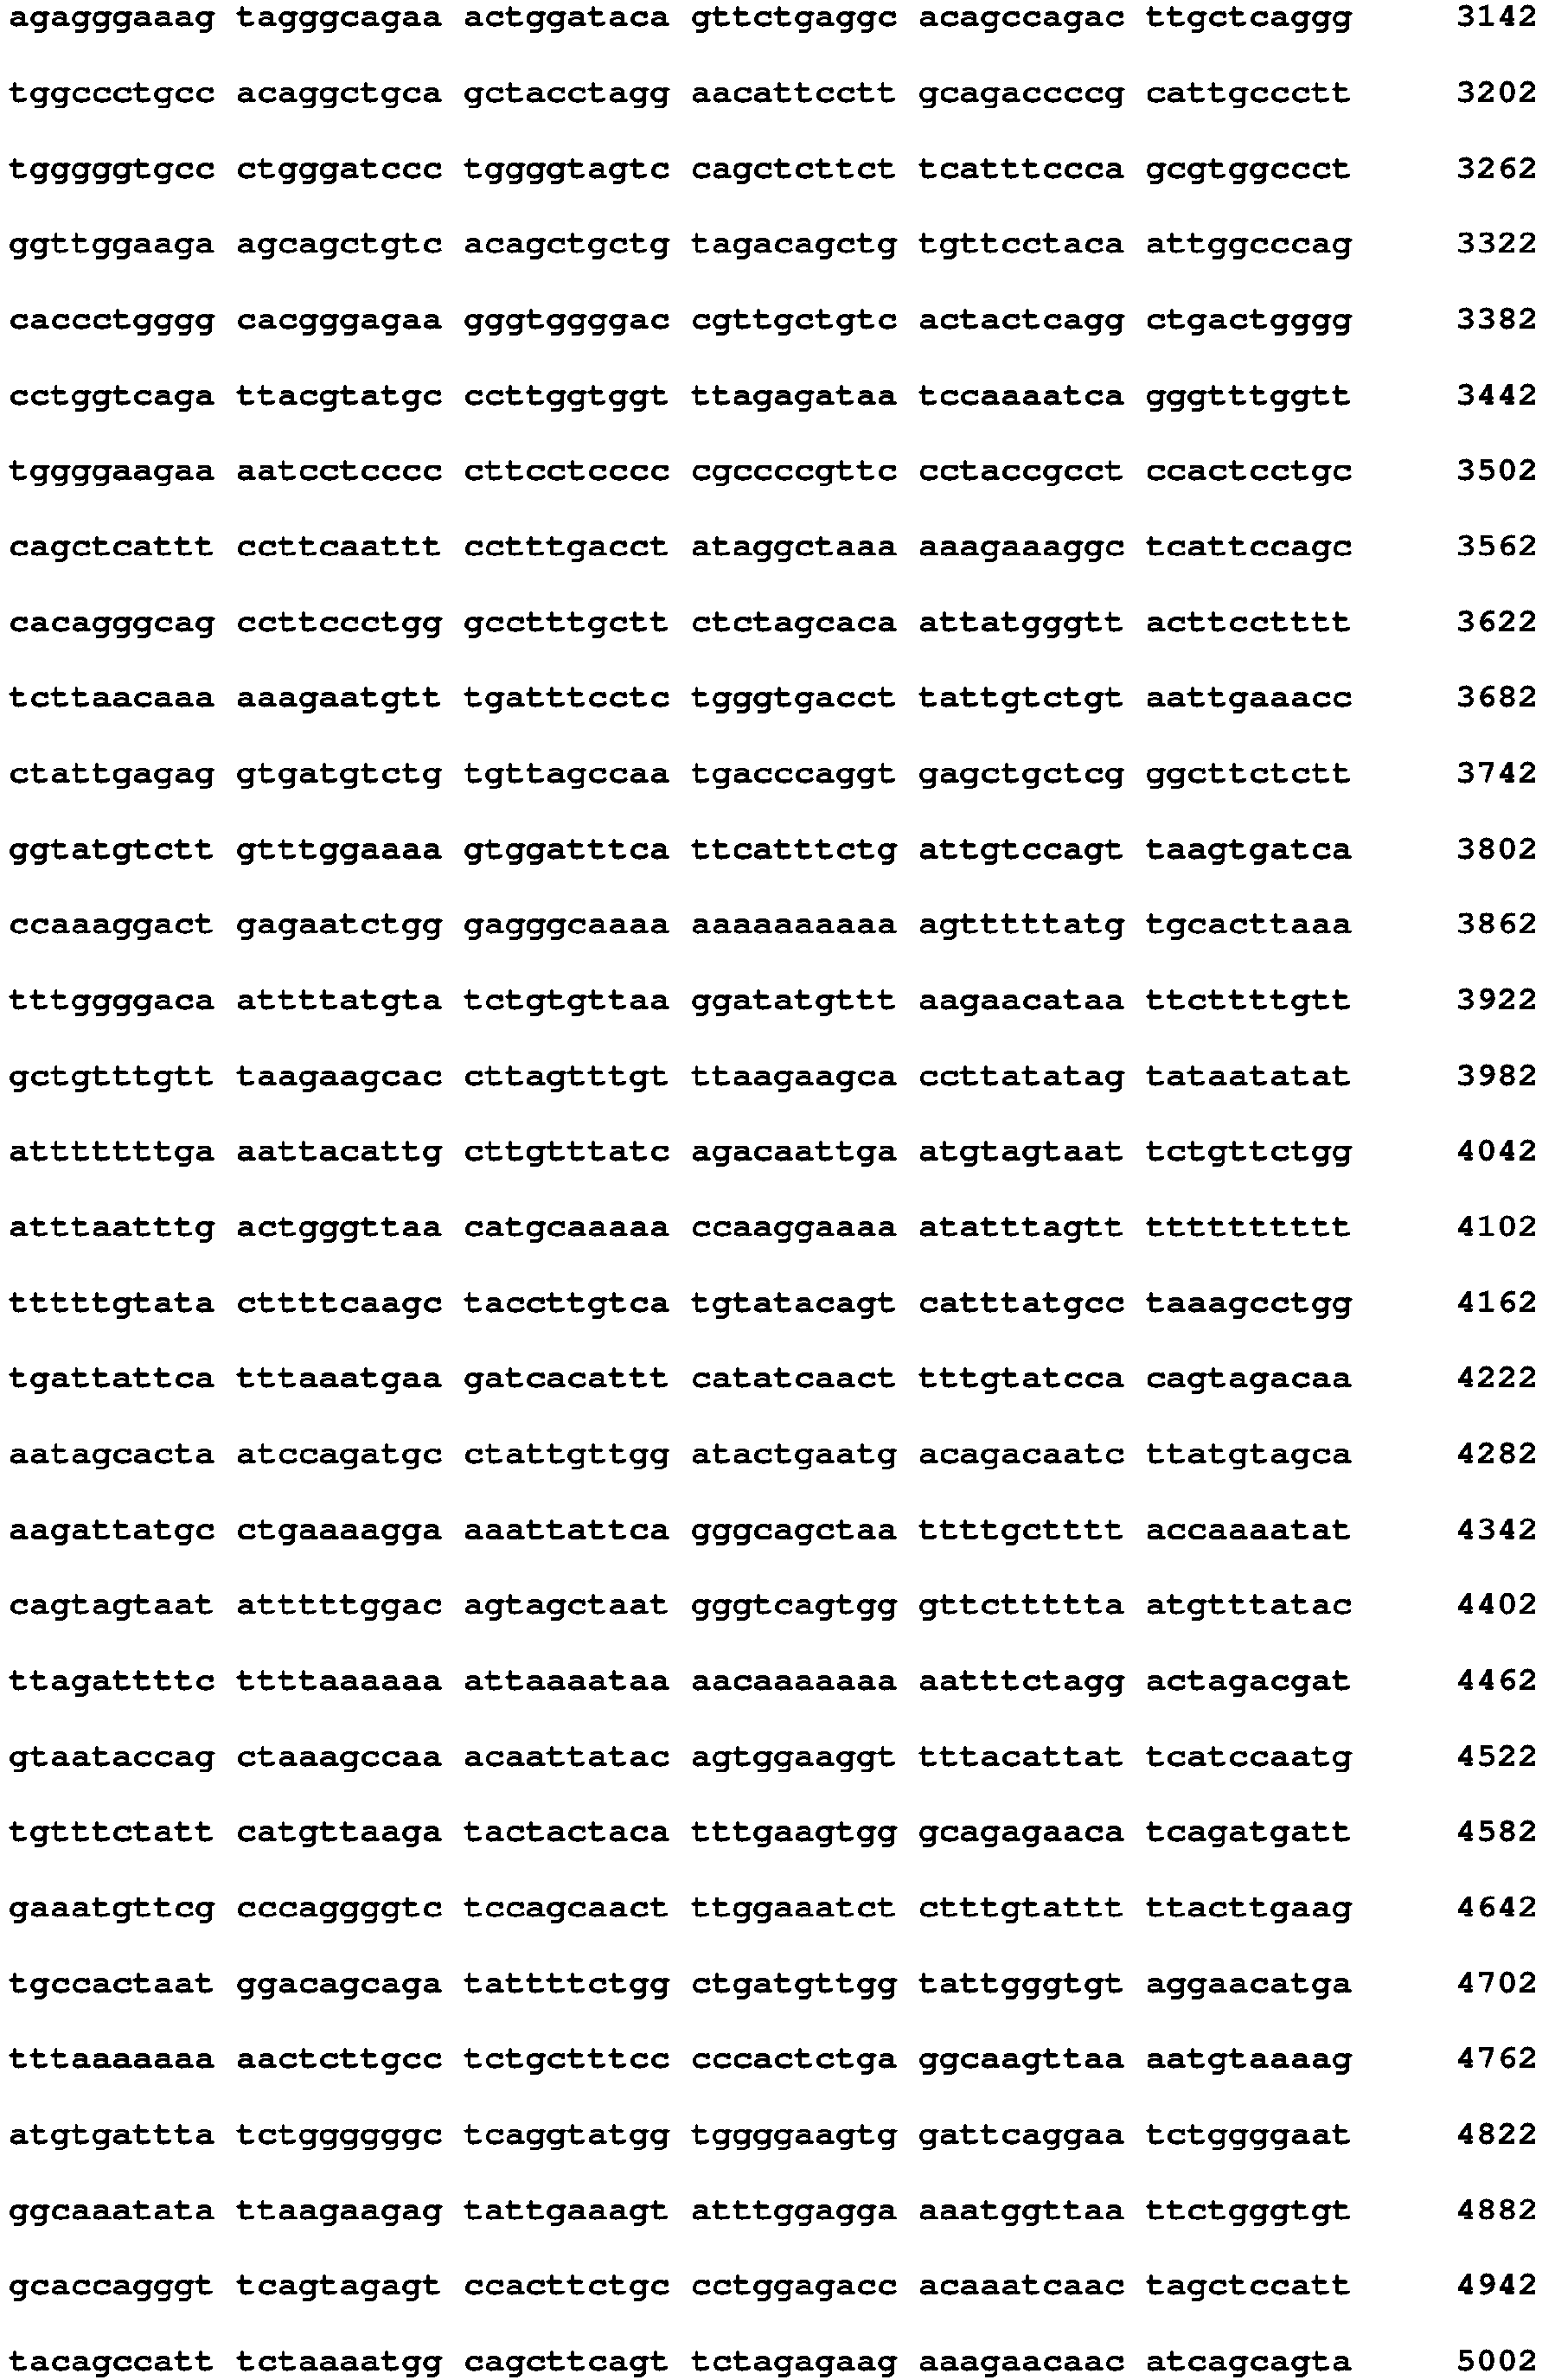 agagggaaag tagggcagaa actggataca gttctgaggc acagccagac ttgctcaggg 3142
tggccctgcc acaggctgca gctacctagg aacattcctt gcagaccccg cattgccctt 3202
tgggggtgcc ctgggatccc tggggtagtc cagctcttct tcatttccca gcgtggccct 3262
ggttggaaga agcagctgtc acagctgctg tagacagctg tgttcctaca attggcccag 3322
caccctgggg cacgggagaa gggtggggac cgttgctgtc actactcagg ctgactgggg 3382
cctggtcaga ttacgtatgc ccttggtggt ttagagataa tccaaaatca gggtttggtt 3442
tggggaagaa aatcctcccc cttcctcccc cgccccgttc cctaccgcct ccactcctgc 3502
cagctcattt ccttcaattt cctttgacct ataggctaaa aaagaaaggc tcattccagc 3562
cacagggcag ccttccctgg gcctttgctt ctctagcaca attatgggtt acttcctttt 3622
tcttaacaaa aaagaatgtt tgatttcctc tgggtgacct tattgtctgt aattgaaacc 3682
ctattgagag gtgatgtctg tgttagccaa tgacccaggt gagctgctcg ggcttctctt 3742
ggtatgtctt gtttggaaaa gtggatttca ttcatttctg attgtccagt taagtgatca 3802
ccaaaggact gagaatctgg gagggcaaaa aaaaaaaaaa agtttttatg tgcacttaaa 3862
tttggggaca attttatgta tctgtgttaa ggatatgttt aagaacataa ttcttttgtt 3922
gctgtttgtt taagaagcac cttagtttgt ttaagaagca ccttatatag tataatatat 3982
atttttttga aattacattg cttgtttatc agacaattga atgtagtaat tctgttctgg 4042
atttaatttg actgggttaa catgcaaaaa ccaaggaaaa atatttagtt tttttttttt 4102
tttttgtata cttttcaagc taccttgtca tgtatacagt catttatgcc taaagcctgg 4162
tgattattca tttaaatgaa gatcacattt catatcaact tttgtatcca cagtagacaa 4222
aatagcacta atccagatgc ctattgttgg atactgaatg acagacaatc ttatgtagca 4282
aagattatgc ctgaaaagga aaattattca gggcagctaa ttttgctttt accaaaatat 4342
cagtagtaat atttttggac agtagctaat gggtcagtgg gttcttttta atgtttatac 4402
ttagattttc ttttaaaaaa attaaaataa aacaaaaaaa aatttctagg actagacgat 4462
gtaataccag ctaaagccaa acaattatac agtggaaggt tttacattat tcatccaatg 4522
tgtttctatt catgttaaga tactactaca tttgaagtgg gcagagaaca tcagatgatt 4582
gaaatgttcg cccaggggtc tccagcaact ttggaaatct ctttgtattt ttacttgaag 4642
tgccactaat ggacagcaga tattttctgg ctgatgttgg tattgggtgt aggaacatga 4702
tttaaaaaaa aactcttgcc tctgctttcc cccactctga ggcaagttaa aatgtaaaag 4762
atgtgattta tctggggggc tcaggtatgg tggggaagtg gattcaggaa tctggggaat 4822
ggcaaatata ttaagaagag tattgaaagt atttggagga aaatggttaa ttctgggtgt 4882
gcaccagggt tcagtagagt ccacttctgc cctggagacc acaaatcaac tagctccatt 4942
tacagccatt tctaaaatgg cagcttcagt tctagagaag aaagaacaac atcagcagta 5002